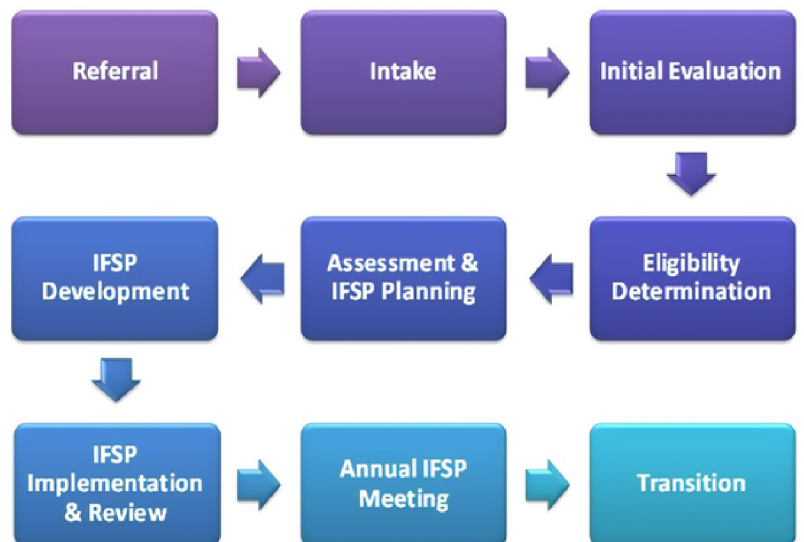 Referral
Intake
Initial Evaluation
Eligibility
Determination
Assessment &
IFSP Planning
IFSP
Development
IFSP
Implementation
& Review
Annual IFSP
Meeting
Transition